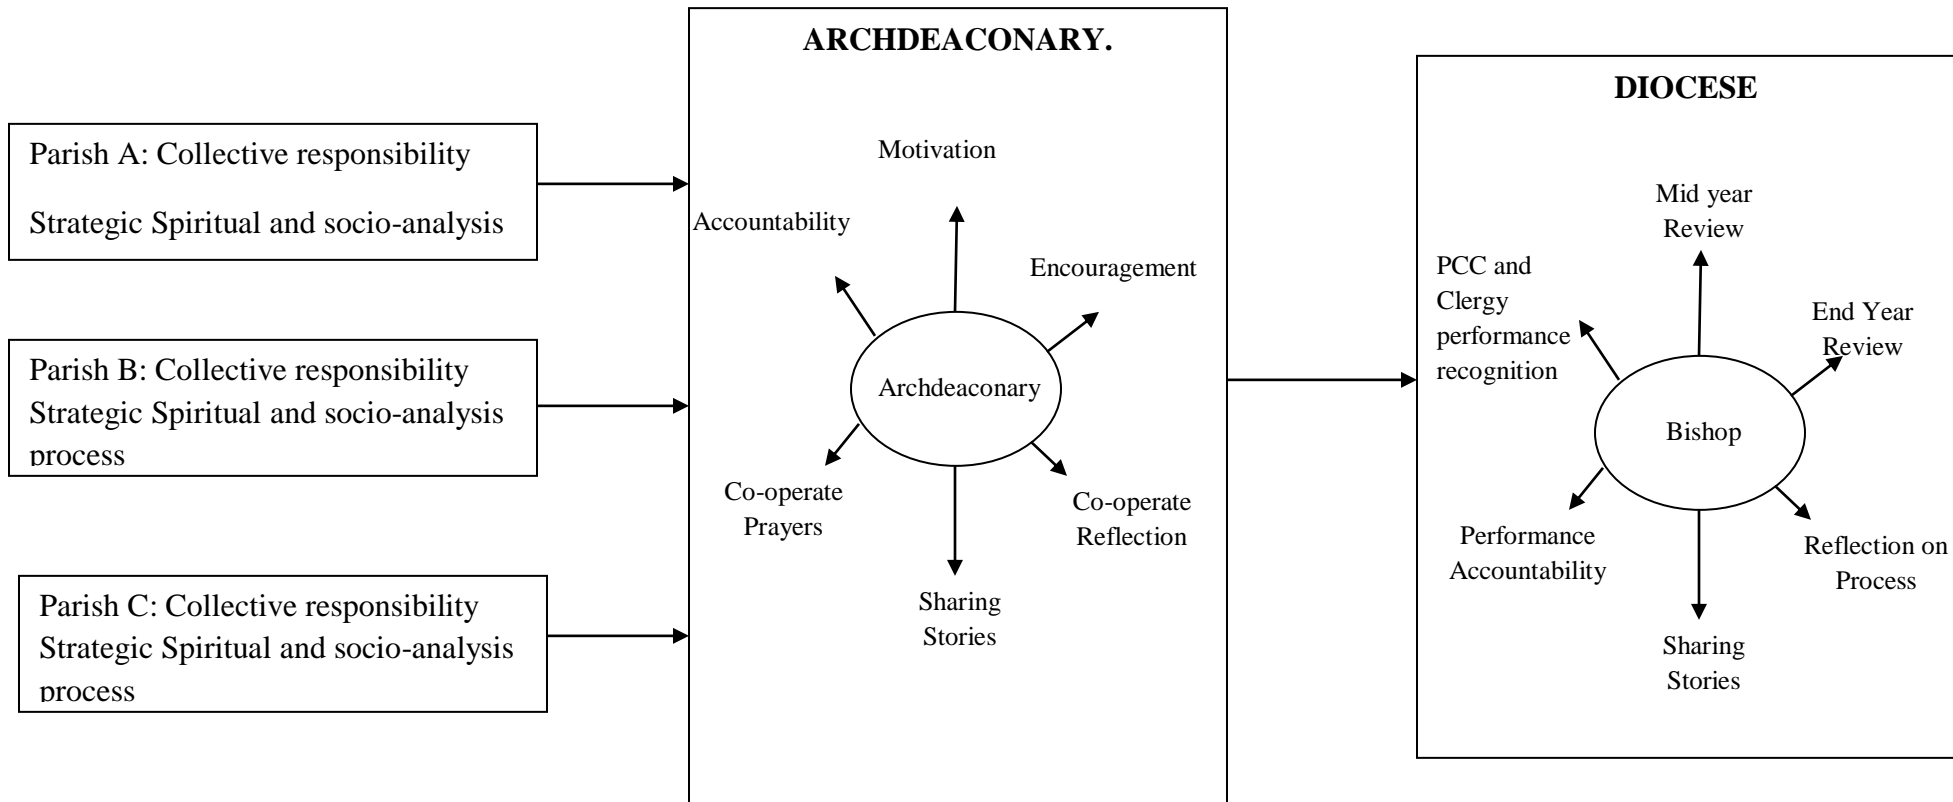 Parish A: Collective responsibility
Strategic Spiritual and socio-analysis
Parish B: Collective responsibility
Strategic Spiritual and socio-analysis
process
Parish C: Collective responsibility
Strategic Spiritual and socio-analysis
process
ARCHDEACONARY.
Motivation
Accountability
Encouragement
Archdeaconary
Co-operate
Prayers
Co-operate
Reflection
Sharing
Stories
DIOCESE
Mid year
Review
PCC and
Clergy
performance
recognition
End Year
Review
Bishop
Performance
Accountability
Reflection on
Process
Sharing
Stories